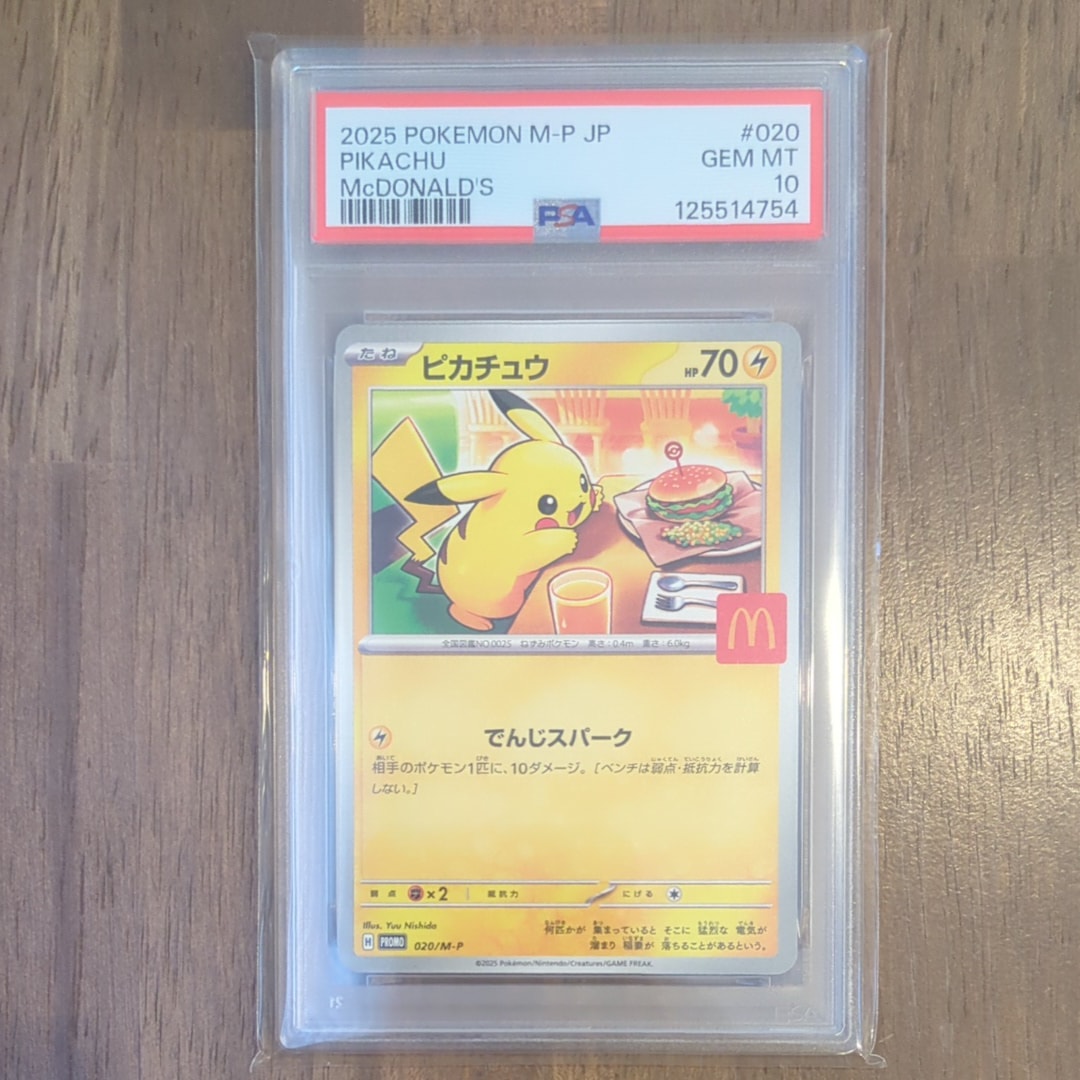 2025 POKEMON M-P JP #020
PIKACHU GEM MT
McDONALD'S 10
PSA 125514754
たね ピカチュウ HP70
全国図鑑NO.0025 ねずみポケモン 高さ:0.4m 重さ:6.0kg
でんじスパーク
相手のポケモン1匹に、10ダメージ。[ベンチは弱点・抵抗力を計算
しない。]
弱点 ×2 抵抗力 にげる
Illus. Yuu Nishida
H PROMO 020/M-P
何匹かが 集まっていると そこに 猛烈な 電気が
溜まり 稲妻が 落ちることがあるという。
©2025 Pokémon/Nintendo/Creatures/GAME FREAK.